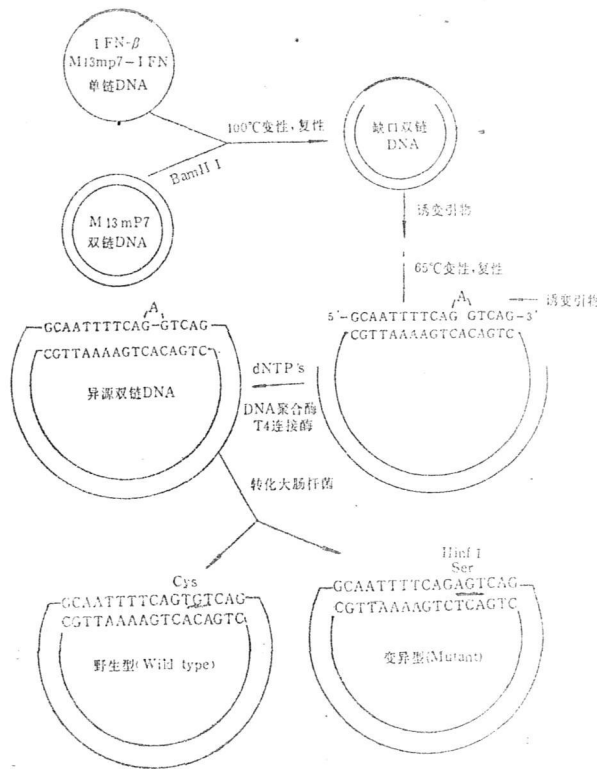 IFN-β
M13mp7-IFN
单链DNA
100℃变性,复性
缺口双链
DNA
BamH I
M13mP7
双链DNA
诱变引物
65℃变性,复性
A
诱变引物
5'-GCAATTTTCAG GTCAG-3'
CGTTAAAAGTCACAGTC
A
GCAATTTTCAG-GTCAG
CGTTAAAAGTCACAGTC
异源双链DNA
dNTP's
DNA聚合酶
T4连接酶
转化大肠杆菌
Cys
GCAATTTTCAGTGTCAG
CGTTAAAAGTCACAGTC
野生型(Wild type)
Hinf I
Ser
GCAATTTTCAGAGTCAG
CGTTAAAAGTCTCAGTC
变异型(Mutant)